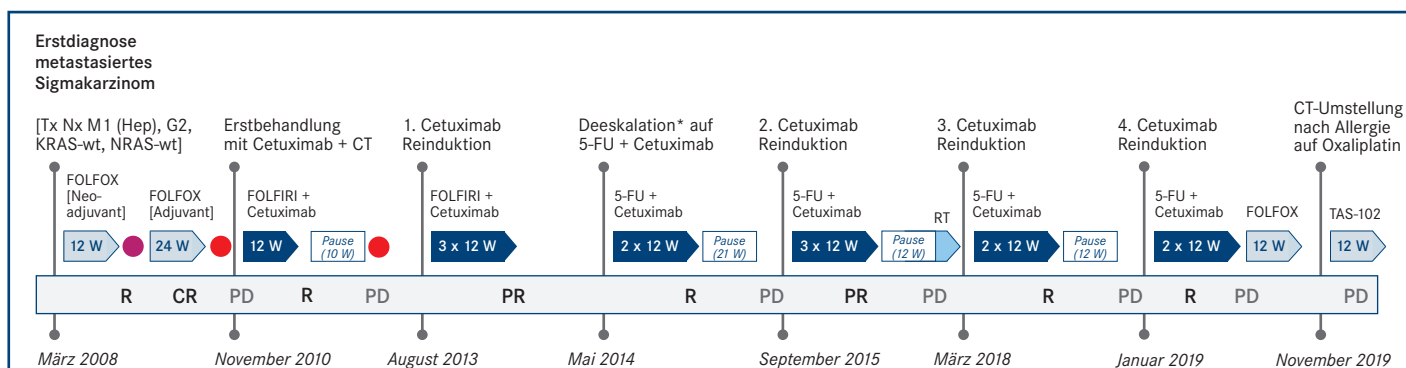 Erstdiagnose
metastasiertes
Sigmakarzinom
[Tx Nx M1 (Hep), G2,
KRAS-wt, NRAS-wt]
Erstbehandlung
mit Cetuximab + CT
1. Cetuximab
Reinduktion
Deeskalation* auf
5-FU + Cetuximab
2. Cetuximab
Reinduktion
3. Cetuximab
Reinduktion
4. Cetuximab
Reinduktion
CT-Umstellung
nach Allergie
auf Oxaliplatin
FOLFOX
[Neo-
adjuvant]
FOLFOX
[Adjuvant]
FOLFIRI +
Cetuximab
FOLFIRI +
Cetuximab
5-FU +
Cetuximab
5-FU +
Cetuximab
RT
5-FU +
Cetuximab
5-FU +
Cetuximab
FOLFOX
TAS-102
12 W
24 W
12 W
Pause
(10 W)
3 x 12 W
2 x 12 W
Pause
(21 W)
3 x 12 W
Pause
(12 W)
2 x 12 W
Pause
(12 W)
2 x 12 W
12 W
12 W
R CR PD R PD PR R PD PR PD R PD R PD PD
März 2008 November 2010 August 2013 Mai 2014 September 2015 März 2018 Januar 2019 November 2019